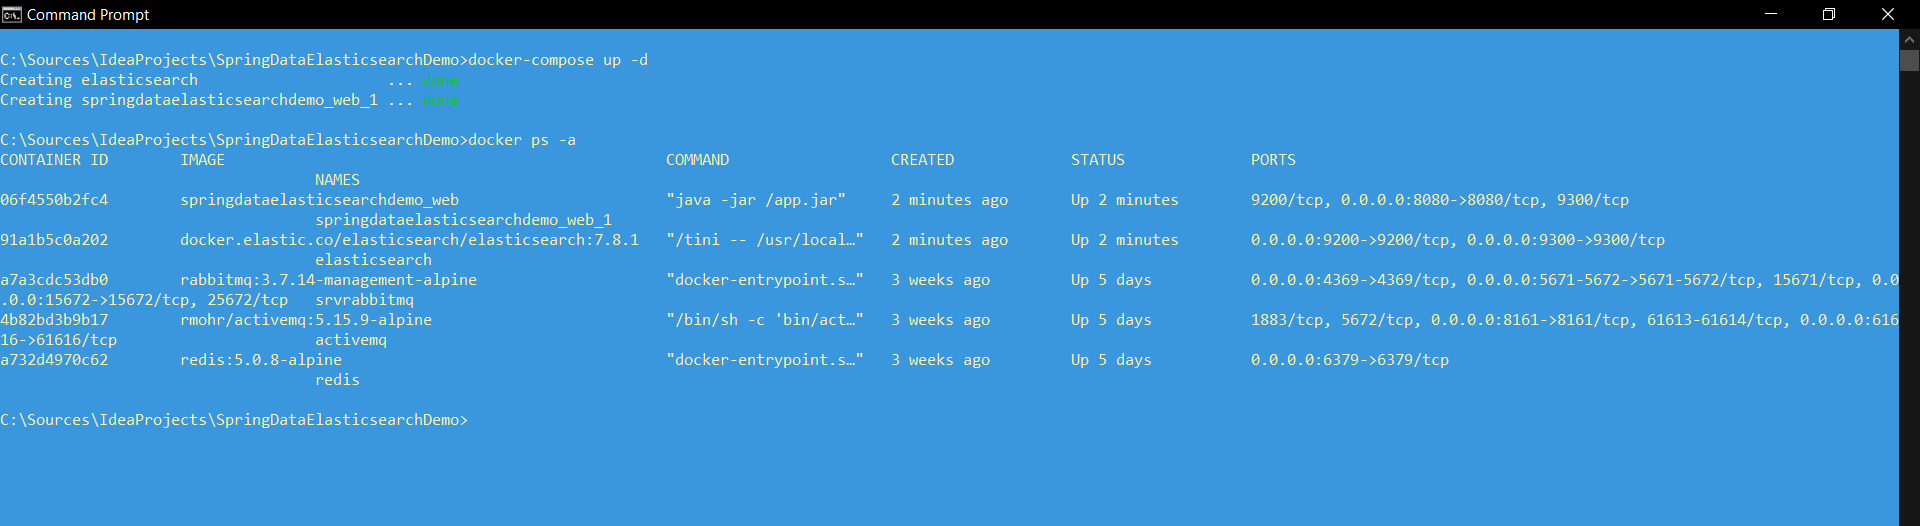 Command Prompt
C:\Sources\IdeaProjects\SpringDataElasticsearchDemo>docker-compose up -d
Creating elasticsearch                     ... done
Creating springdataelasticsearchdemo_web_1 ... done
C:\Sources\IdeaProjects\SpringDataElasticsearchDemo>docker ps -a
CONTAINER ID        IMAGE                                                 COMMAND                  CREATED             STATUS              PORTS
                                   NAMES
06f4550b2fc4        springdataelasticsearchdemo_web                       "java -jar /app.jar"     2 minutes ago       Up 2 minutes        9200/tcp, 0.0.0.0:8080->8080/tcp, 9300/tcp
                                   springdataelasticsearchdemo_web_1
91a1b5c0a202        docker.elastic.co/elasticsearch/elasticsearch:7.8.1   "/tini -- /usr/local…"   2 minutes ago       Up 2 minutes        0.0.0.0:9200->9200/tcp, 0.0.0.0:9300->9300/tcp
                                   elasticsearch
a7a3cdc53db0        rabbitmq:3.7.14-management-alpine                     "docker-entrypoint.s…"   3 weeks ago         Up 5 days           0.0.0.0:4369->4369/tcp, 0.0.0.0:5671-5672->5671-5672/tcp, 15671/tcp, 0.0
.0.0:15672->15672/tcp, 25672/tcp   srvrabbitmq
4b82bd3b9b17        rmohr/activemq:5.15.9-alpine                          "/bin/sh -c 'bin/act…"   3 weeks ago         Up 5 days           1883/tcp, 5672/tcp, 0.0.0.0:8161->8161/tcp, 61613-61614/tcp, 0.0.0.0:616
16->61616/tcp                      activemq
a732d4970c62        redis:5.0.8-alpine                                    "docker-entrypoint.s…"   3 weeks ago         Up 5 days           0.0.0.0:6379->6379/tcp
                                   redis
C:\Sources\IdeaProjects\SpringDataElasticsearchDemo>